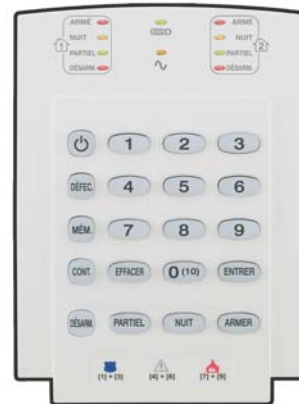 ARMÉ ARMÉ
NUIT NUIT
1 2
PARTIEL PARTIEL
DÉSARM. DÉSARM.
1 2 3
DÉFEC. 4 5 6
MÉM. 7 8 9
CONT. EFFACER 0 (10) ENTRER
DÉSARM. PARTIEL NUIT ARMER
[1] + [3] [4] + [6] [7] + [9]